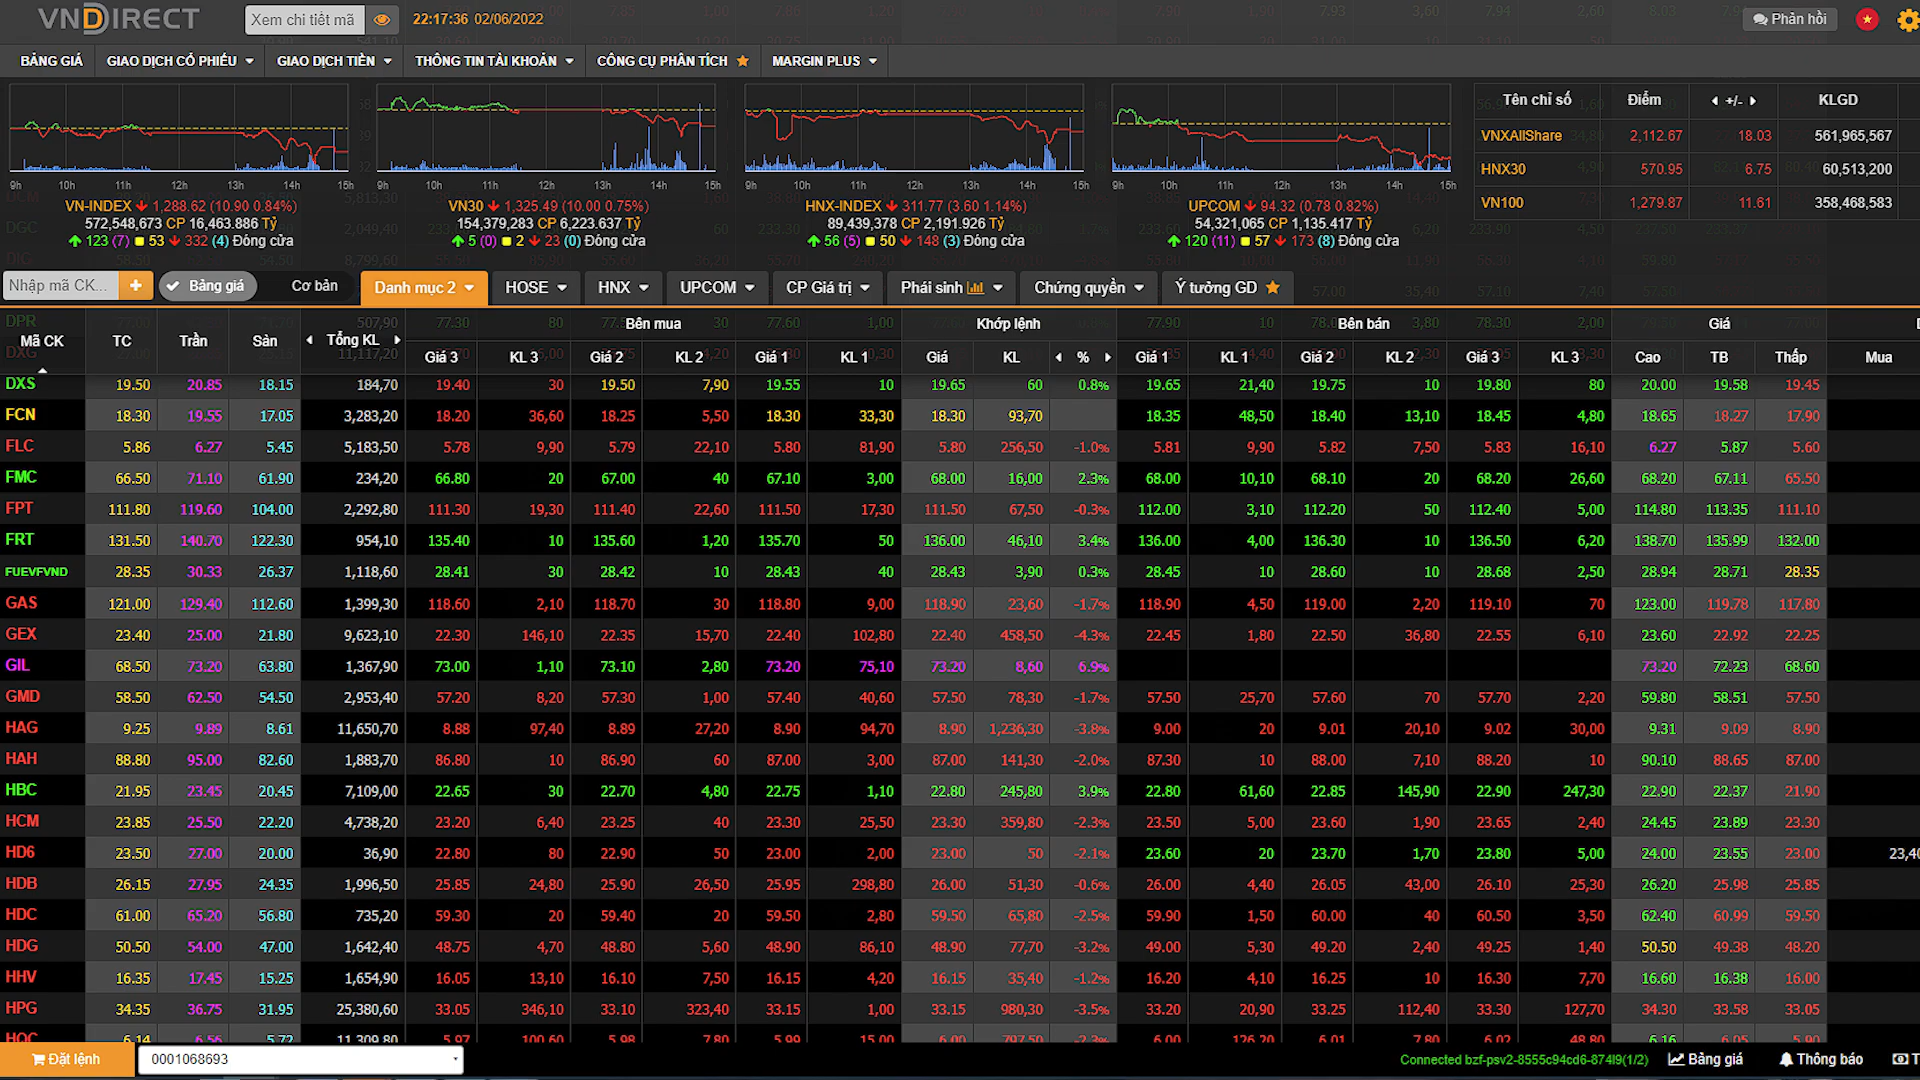 VNDIRECT Xem chi tiết mã 22:17:36 02/06/2022 Phản hồi
BẢNG GIÁ GIAO DỊCH CỔ PHIẾU GIAO DỊCH TIỀN THÔNG TIN TÀI KHOẢN CÔNG CỤ PHÂN TÍCH MARGIN PLUS
9h 10h 11h 12h 13h 14h 15h
VN-INDEX 1,288.62 (10.90 0.84%)
572,548,673 CP 16,463.886 Tỷ
123 (7) 53 332 (4) Đóng cửa
9h 10h 11h 12h 13h 14h 15h
VN30 1,325.49 (10.00 0.75%)
154,379,283 CP 6,223.637 Tỷ
5 (0) 2 23 (0) Đóng cửa
9h 10h 11h 12h 13h 14h 15h
HNX-INDEX 311.77 (3.60 1.14%)
89,439,378 CP 2,191.926 Tỷ
56 (5) 50 148 (3) Đóng cửa
9h 10h 11h 12h 13h 14h 15h
UPCOM 94.32 (0.78 0.82%)
54,321,065 CP 1,135.417 Tỷ
120 (11) 57 173 (8) Đóng cửa
Tên chỉ số Điểm +/- KLGD
VNXAllShare 2,112.67 18.03 561,965,567
HNX30 570.95 6.75 60,513,200
VN100 1,279.87 11.61 358,468,583
Nhập mã CK... + Bảng giá Cơ bản Danh mục 2 HOSE HNX UPCOM CP Giá trị Phái sinh Chứng quyền Ý tưởng GD
Mã CK TC Trần Sàn Tổng KL Bên mua Khớp lệnh Bên bán Giá
Giá 3 KL 3 Giá 2 KL 2 Giá 1 KL 1 Giá KL % Giá 1 KL 1 Giá 2 KL 2 Giá 3 KL 3 Cao TB Thấp Mua
DXS 19.50 20.85 18.15 184,70 19.40 30 19.50 7,90 19.55 10 19.65 60 0.8% 19.65 21,40 19.75 10 19.80 80 20.00 19.58 19.45
FCN 18.30 19.55 17.05 3,283,20 18.20 36,60 18.25 5,50 18.30 33,30 18.30 93,70 18.35 48,50 18.40 13,10 18.45 4,80 18.65 18.27 17.90
FLC 5.86 6.27 5.45 5,183,50 5.78 9,90 5.79 22,10 5.80 81,90 5.80 256,50 -1.0% 5.81 9,90 5.82 7,50 5.83 16,10 6.27 5.87 5.60
FMC 66.50 71.10 61.90 234,20 66.80 20 67.00 40 67.10 3,00 68.00 16,00 2.3% 68.00 10,10 68.10 20 68.20 26,60 68.20 67.11 65.50
FPT 111.80 119.60 104.00 2,292,80 111.30 19,30 111.40 22,60 111.50 17,30 111.50 67,50 -0.3% 112.00 3,10 112.20 50 112.40 5,00 114.80 113.35 111.10
FRT 131.50 140.70 122.30 954,10 135.40 10 135.60 1,20 135.70 50 136.00 46,10 3.4% 136.00 4,00 136.30 10 136.50 6,20 138.70 135.99 132.00
FUEVFVND 28.35 30.33 26.37 1,118,60 28.41 30 28.42 10 28.43 40 28.43 3,90 0.3% 28.45 10 28.60 10 28.68 2,50 28.94 28.71 28.35
GAS 121.00 129.40 112.60 1,399,30 118.60 2,10 118.70 30 118.80 9,00 118.90 23,60 -1.7% 118.90 4,50 119.00 2,20 119.10 70 123.00 119.78 117.80
GEX 23.40 25.00 21.80 9,623,10 22.30 146,10 22.35 15,70 22.40 102,80 22.40 458,50 -4.3% 22.45 1,80 22.50 36,80 22.55 6,10 23.60 22.92 22.25
GIL 68.50 73.20 63.80 1,367,90 73.00 1,10 73.10 2,80 73.20 75,10 73.20 8,60 6.9% 73.20 72.23 68.60
GMD 58.50 62.50 54.50 2,953,40 57.20 8,20 57.30 1,00 57.40 40,60 57.50 78,30 -1.7% 57.50 25,70 57.60 70 57.70 2,20 59.80 58.51 57.50
HAG 9.25 9.89 8.61 11,650,70 8.88 97,40 8.89 27,20 8.90 94,70 8.90 1,236,30 -3.8% 9.00 20 9.01 20,10 9.02 30,00 9.31 9.09 8.90
HAH 88.80 95.00 82.60 1,883,70 86.80 10 86.90 60 87.00 3,00 87.00 141,30 -2.0% 87.30 10 88.00 7,10 88.20 10 90.10 88.65 87.00
HBC 21.95 23.45 20.45 7,109,00 22.65 30 22.70 4,80 22.75 1,10 22.80 245,80 3.9% 22.80 61,60 22.85 145,90 22.90 247,30 22.90 22.37 21.90
HCM 23.85 25.50 22.20 4,738,20 23.20 6,40 23.25 40 23.30 25,50 23.30 359,80 -2.3% 23.50 5,00 23.60 1,90 23.65 2,40 24.45 23.89 23.30
HD6 23.50 27.00 20.00 36,90 22.80 80 22.90 50 23.00 2,00 23.00 50 -2.1% 23.60 20 23.70 1,70 23.80 5,00 24.00 23.55 23.00
HDB 26.15 27.95 24.35 1,996,50 25.85 24,80 25.90 26,50 25.95 298,80 26.00 51,30 -0.6% 26.00 4,40 26.05 43,00 26.10 25,30 26.20 25.98 25.85
HDC 61.00 65.20 56.80 735,20 59.30 20 59.40 20 59.50 2,80 59.50 65,80 -2.5% 59.90 1,50 60.00 40 60.50 3,50 62.40 60.99 59.50
HDG 50.50 54.00 47.00 1,642,40 48.75 4,70 48.80 5,60 48.90 86,10 48.90 77,70 -3.2% 49.00 5,30 49.20 2,40 49.25 1,40 50.50 49.38 48.20
HHV 16.35 17.45 15.25 1,654,90 16.05 13,10 16.10 7,50 16.15 4,20 16.15 35,40 -1.2% 16.20 4,10 16.25 10 16.30 7,70 16.60 16.38 16.00
HPG 34.35 36.75 31.95 25,380,60 33.05 346,10 33.10 323,40 33.15 1,00 33.15 980,30 -3.5% 33.20 20,90 33.25 112,40 33.30 127,70 34.30 33.58 33.05
Đặt lệnh 0001068693 Connected bzf-psv2-8555c94cd6-874l9(1/2) Bảng giá Thông báo